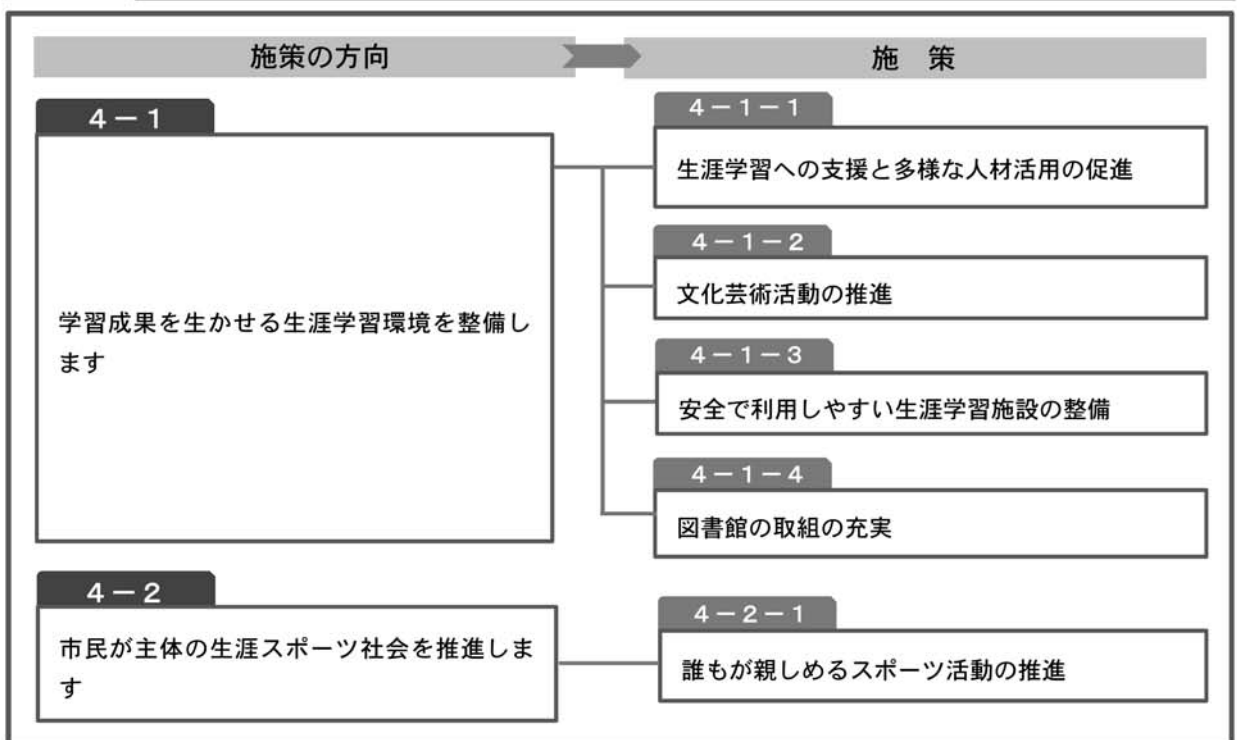 施策の方向
施　策
４－１
学習成果を生かせる生涯学習環境を整備し
ます
４－１－１
生涯学習への支援と多様な人材活用の促進
４－１－２
文化芸術活動の推進
４－１－３
安全で利用しやすい生涯学習施設の整備
４－１－４
図書館の取組の充実
４－２
市民が主体の生涯スポーツ社会を推進しま
す
４－２－１
誰もが親しめるスポーツ活動の推進